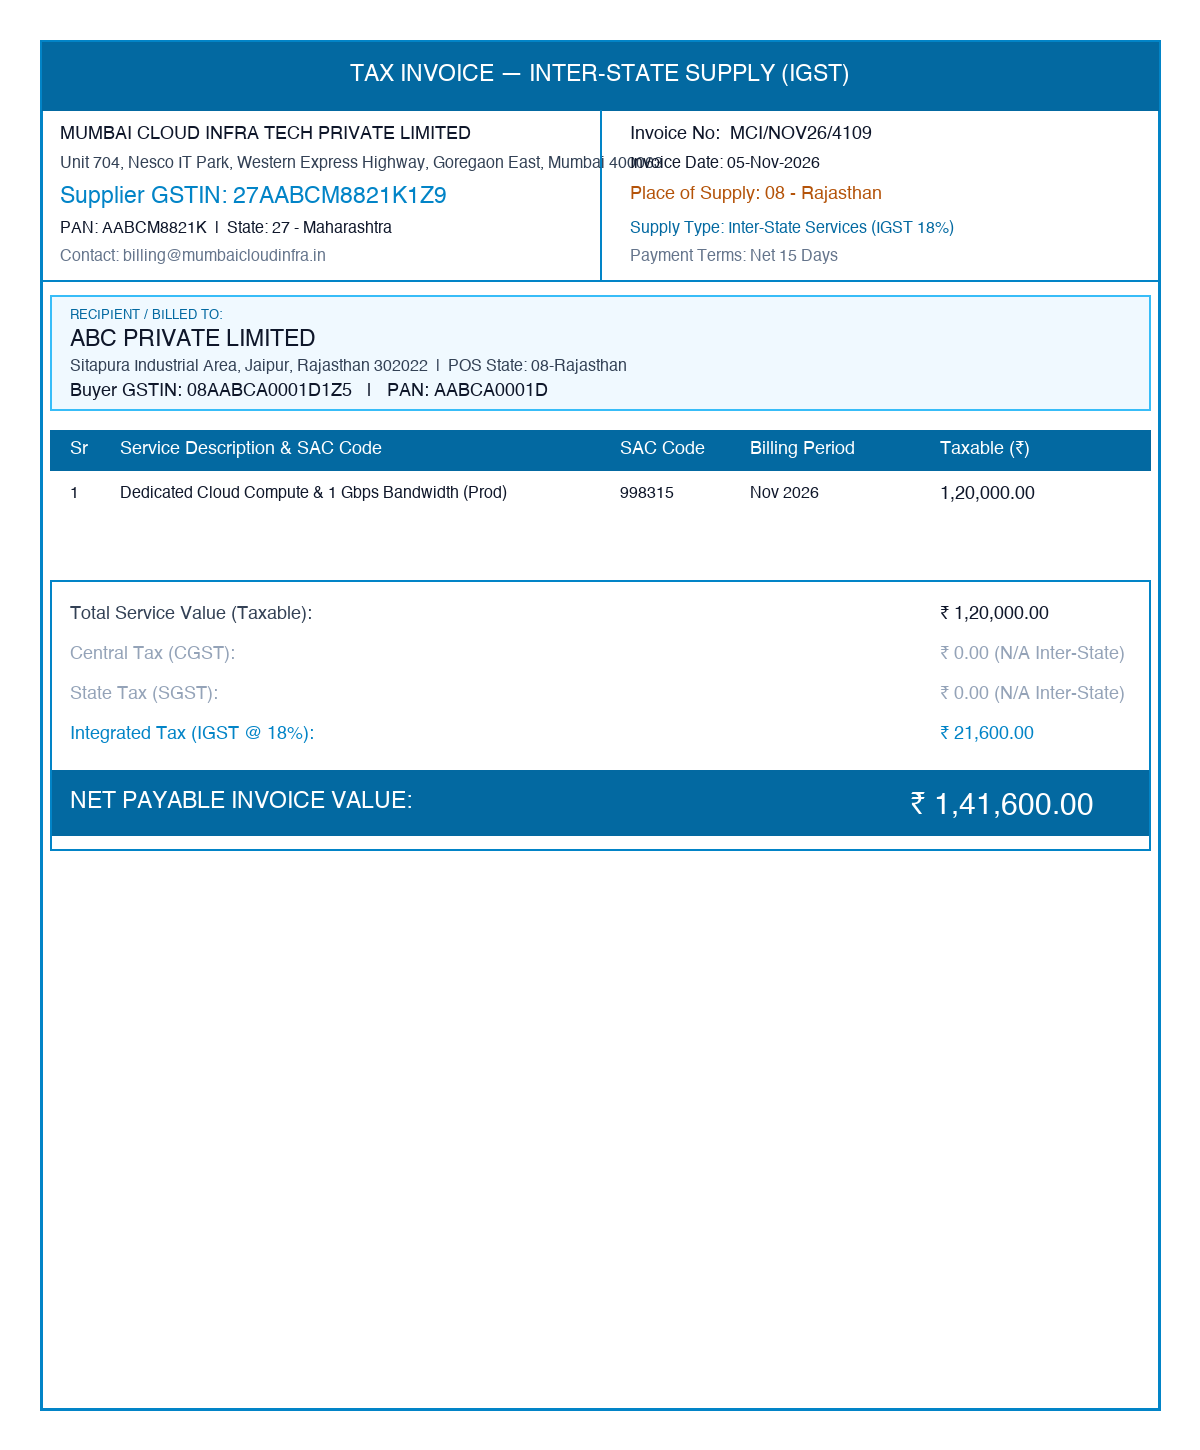 TAX INVOICE — INTER-STATE SUPPLY (IGST)
MUMBAI CLOUD INFRA TECH PRIVATE LIMITED
Unit 704, Nesco IT Park, Western Express Highway, Goregaon East, Mumbai 400063
Supplier GSTIN: 27AABCM8821K1Z9
PAN: AABCM8821K | State: 27 - Maharashtra
Contact: billing@mumbaicloudinfra.in
Invoice No: MCI/NOV26/4109
Invoice Date: 05-Nov-2026
Place of Supply: 08 - Rajasthan
Supply Type: Inter-State Services (IGST 18%)
Payment Terms: Net 15 Days
RECIPIENT / BILLED TO:
ABC PRIVATE LIMITED
Sitapura Industrial Area, Jaipur, Rajasthan 302022 | POS State: 08-Rajasthan
Buyer GSTIN: 08AABCA0001D1Z5 | PAN: AABCA0001D
Sr Service Description & SAC Code SAC Code Billing Period Taxable (₹)
1 Dedicated Cloud Compute & 1 Gbps Bandwidth (Prod) 998315 Nov 2026 1,20,000.00
Total Service Value (Taxable): ₹ 1,20,000.00
Central Tax (CGST): ₹ 0.00 (N/A Inter-State)
State Tax (SGST): ₹ 0.00 (N/A Inter-State)
Integrated Tax (IGST @ 18%): ₹ 21,600.00
NET PAYABLE INVOICE VALUE: ₹ 1,41,600.00